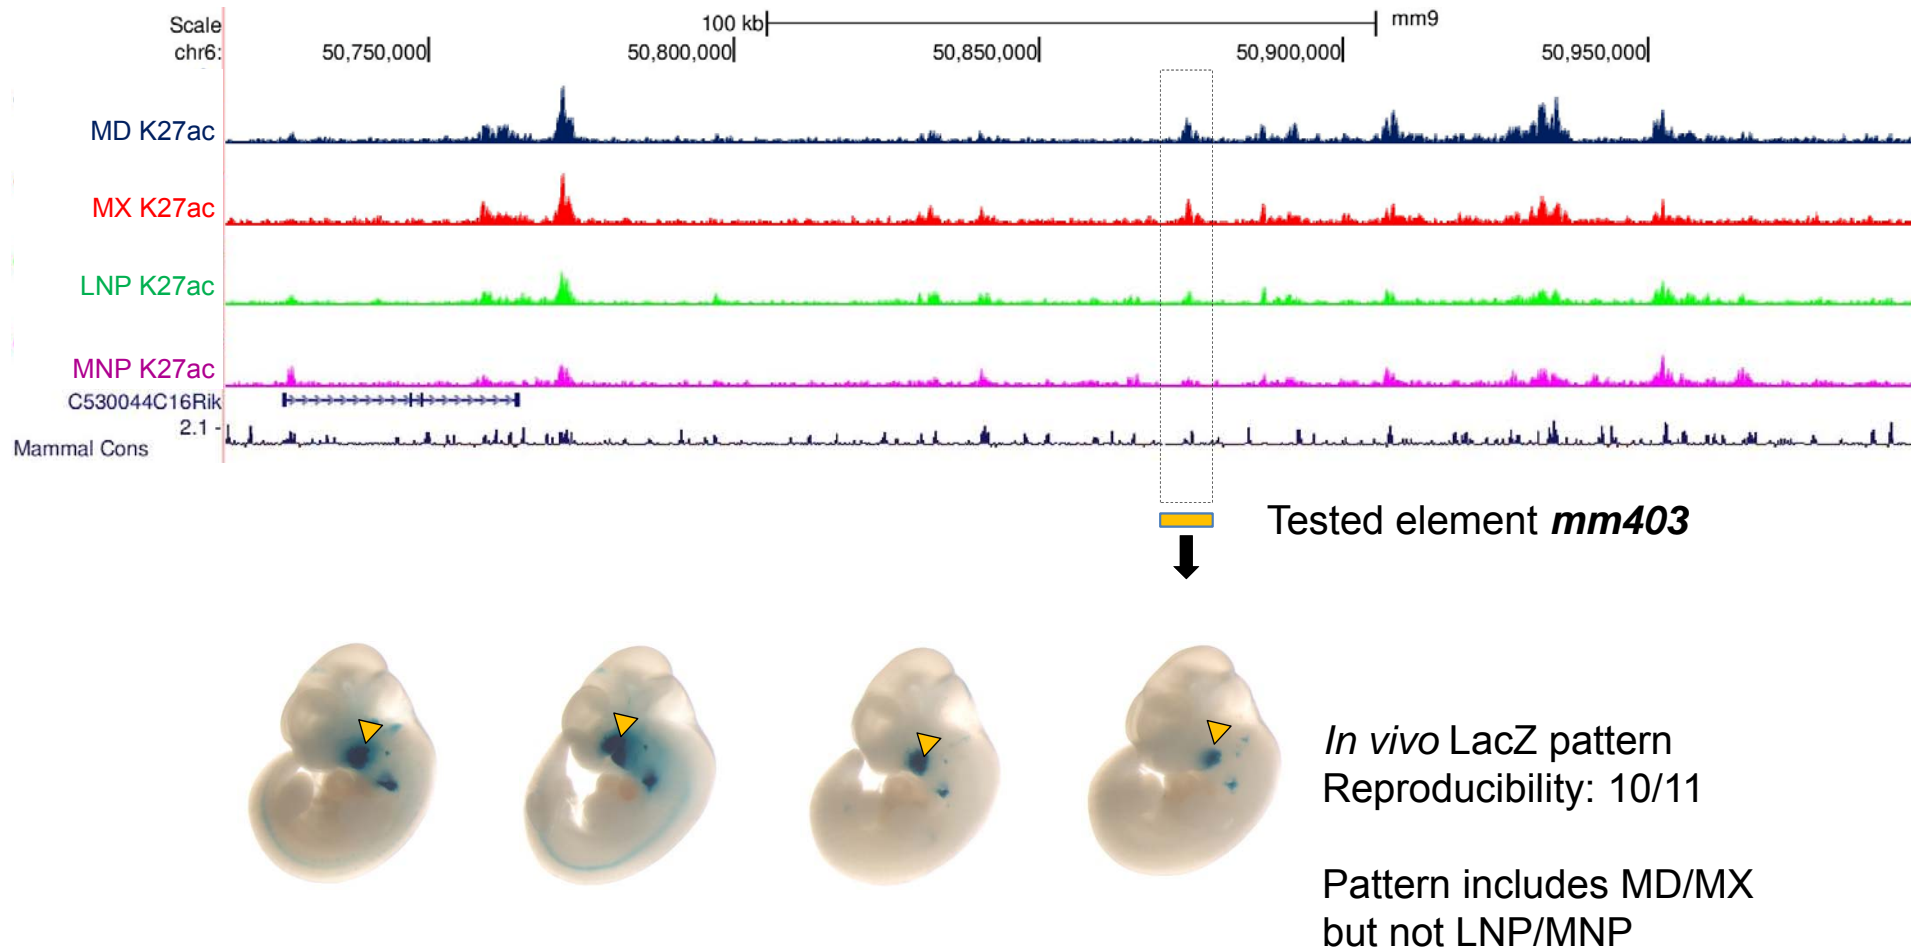 Scale 100 kb mm9
chr6: 50,750,000 50,800,000 50,850,000 50,900,000 50,950,000
MD K27ac
MX K27ac
LNP K27ac
MNP K27ac
C530044C16Rik
2.1 -
Mammal Cons
Tested element mm403
In vivo LacZ pattern
Reproducibility: 10/11
Pattern includes MD/MX
but not LNP/MNP